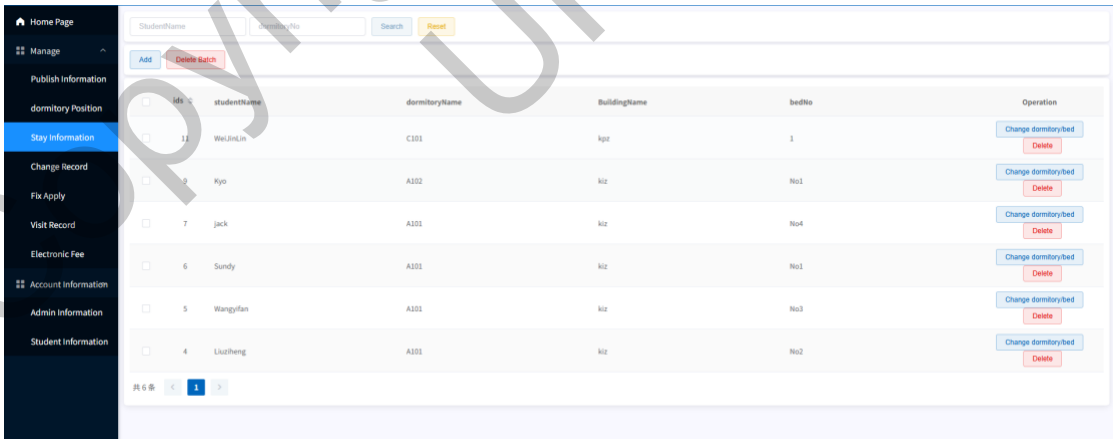 Home Page
Manage
Publish Information
dormitory Position
Stay Information
Change Record
Fix Apply
Visit Record
Electronic Fee
Account Information
Admin Information
Student Information
StudentName dormitoryNo Search Reset
Add Delete Batch
ids studentName dormitoryName BuildingName bedNo Operation
11 WeiJinLin C101 kpz 1 Change dormitory/bed
Delete
9 Kyo A102 kiz No1 Change dormitory/bed
Delete
7 jack A101 kiz No4 Change dormitory/bed
Delete
6 Sundy A101 kiz No1 Change dormitory/bed
Delete
5 Wangyifan A101 kiz No3 Change dormitory/bed
Delete
4 Liuziheng A101 kiz No2 Change dormitory/bed
Delete
共 6 条 < 1 >